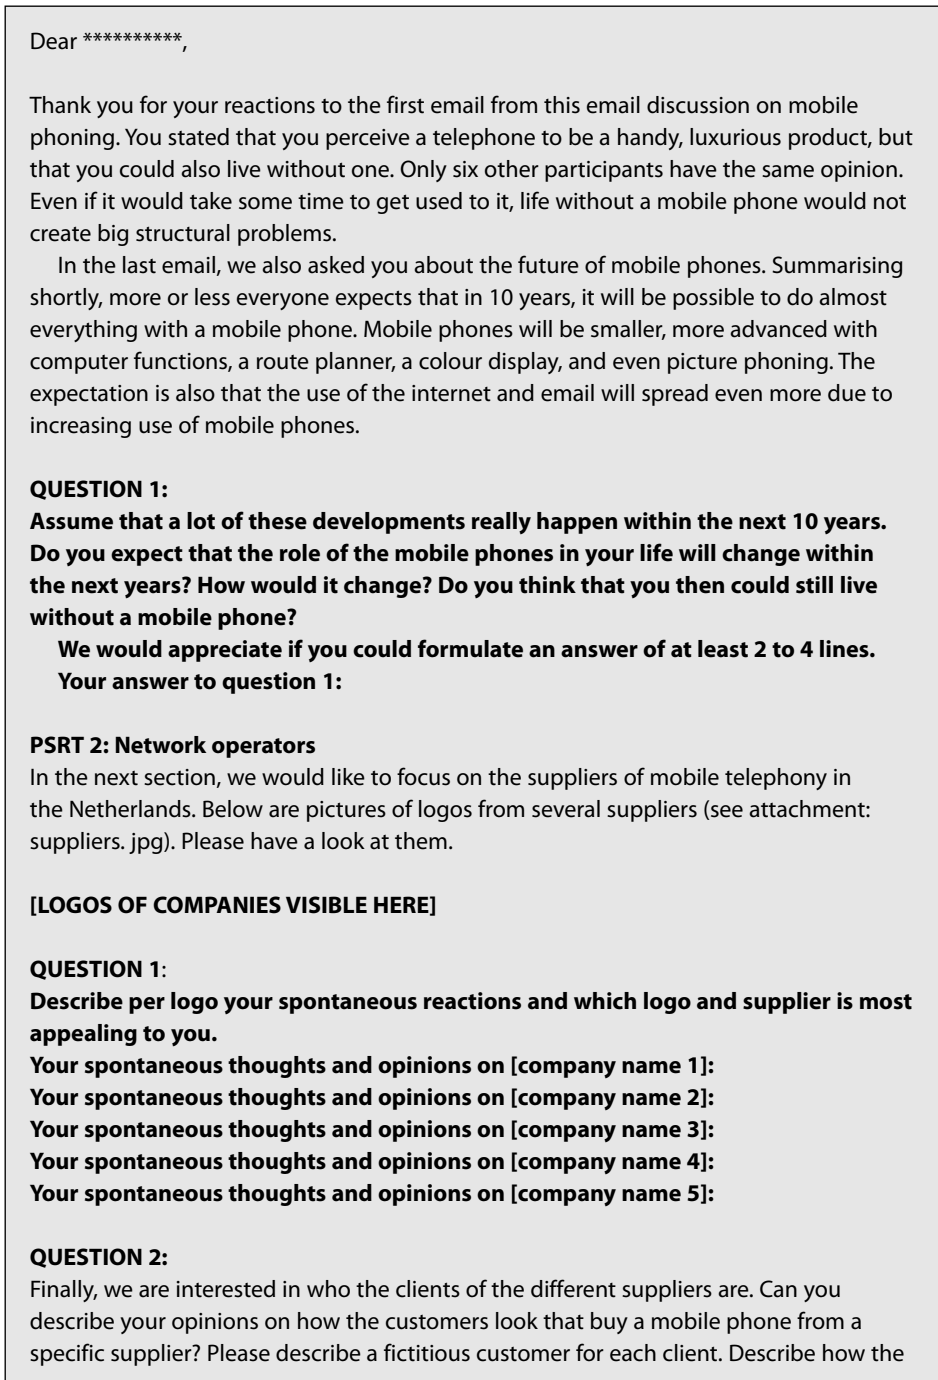 Dear **********,
Thank you for your reactions to the first email from this email discussion on mobile
phoning. You stated that you perceive a telephone to be a handy, luxurious product, but
that you could also live without one. Only six other participants have the same opinion.
Even if it would take some time to get used to it, life without a mobile phone would not
create big structural problems.
In the last email, we also asked you about the future of mobile phones. Summarising
shortly, more or less everyone expects that in 10 years, it will be possible to do almost
everything with a mobile phone. Mobile phones will be smaller, more advanced with
computer functions, a route planner, a colour display, and even picture phoning. The
expectation is also that the use of the internet and email will spread even more due to
increasing use of mobile phones.
QUESTION 1:
Assume that a lot of these developments really happen within the next 10 years.
Do you expect that the role of the mobile phones in your life will change within
the next years? How would it change? Do you think that you then could still live
without a mobile phone?
We would appreciate if you could formulate an answer of at least 2 to 4 lines.
Your answer to question 1:
PSRT 2: Network operators
In the next section, we would like to focus on the suppliers of mobile telephony in
the Netherlands. Below are pictures of logos from several suppliers (see attachment:
suppliers. jpg). Please have a look at them.
[LOGOS OF COMPANIES VISIBLE HERE]
QUESTION 1:
Describe per logo your spontaneous reactions and which logo and supplier is most
appealing to you.
Your spontaneous thoughts and opinions on [company name 1]:
Your spontaneous thoughts and opinions on [company name 2]:
Your spontaneous thoughts and opinions on [company name 3]:
Your spontaneous thoughts and opinions on [company name 4]:
Your spontaneous thoughts and opinions on [company name 5]:
QUESTION 2:
Finally, we are interested in who the clients of the different suppliers are. Can you
describe your opinions on how the customers look that buy a mobile phone from a
specific supplier? Please describe a fictitious customer for each client. Describe how the